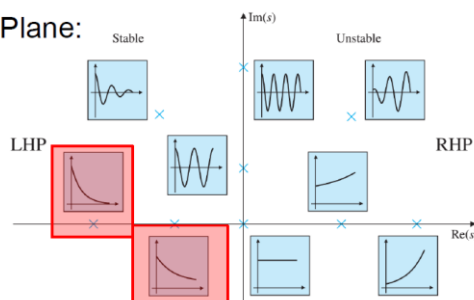 Plane:
Im(s)
Stable
Unstable
LHP
RHP
Re(s